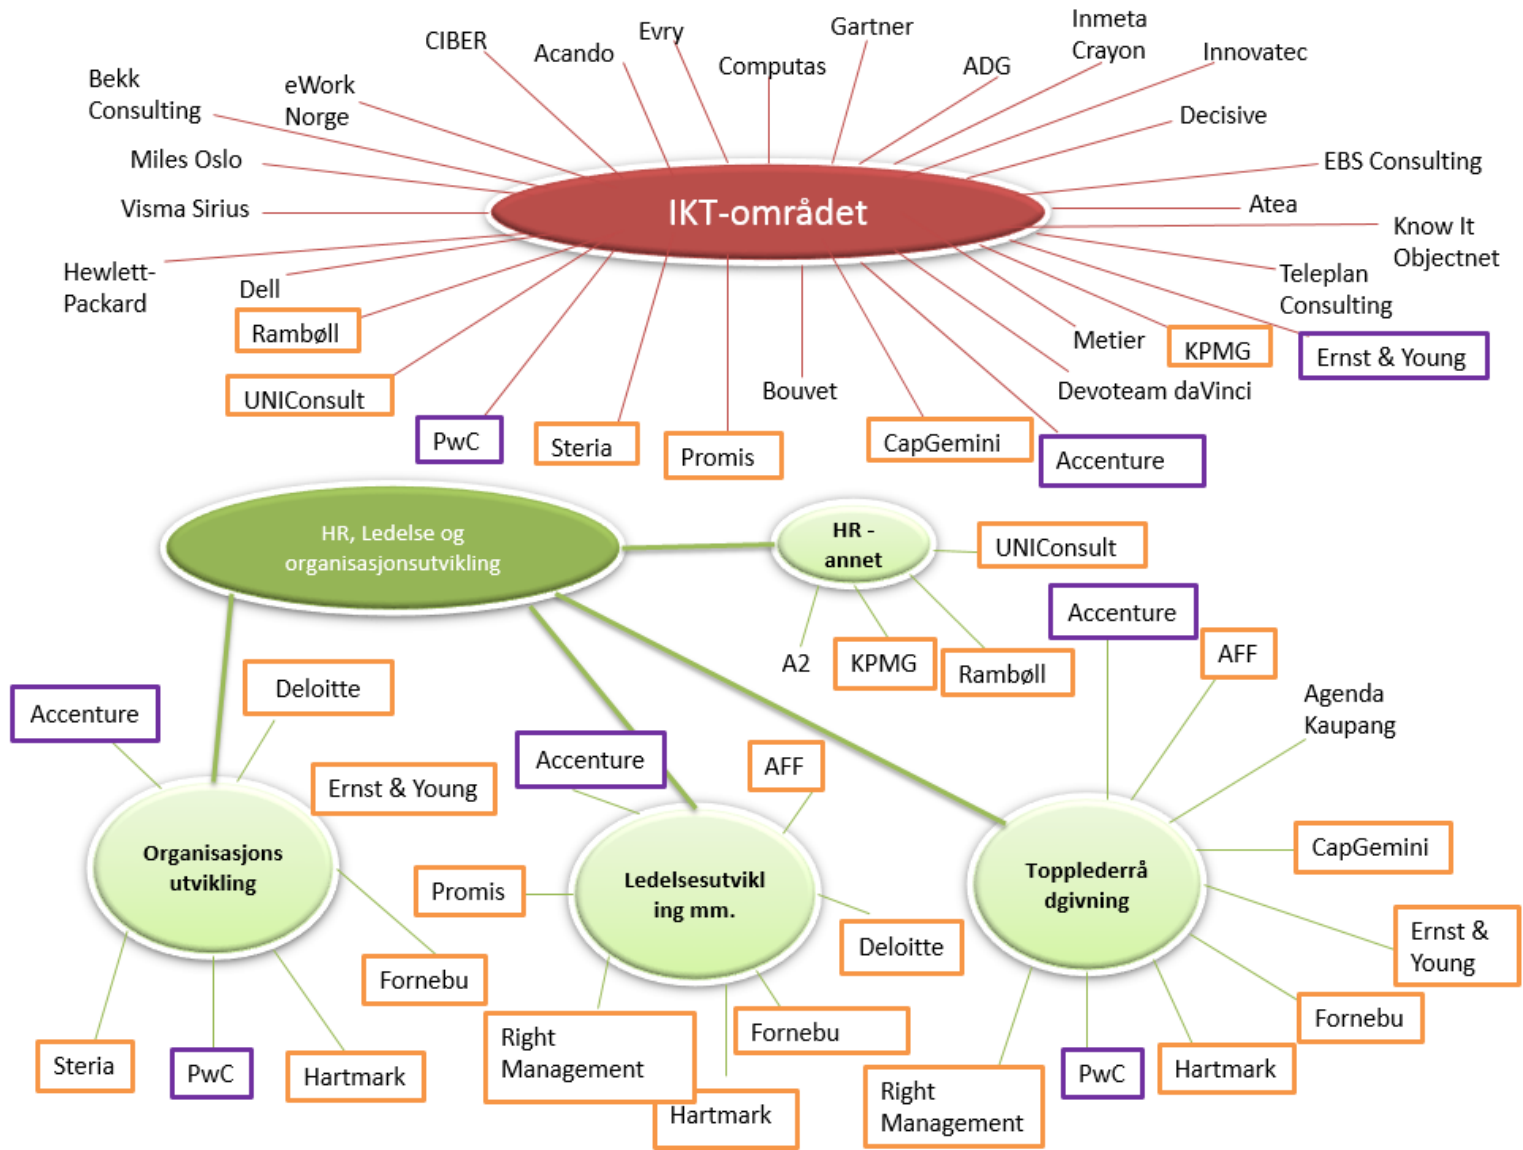 CIBER
Acando
Evry
Computas
Gartner
ADG
Inmeta
Crayon
Innovatec
Bekk
Consulting
eWork
Norge
Decisive
Miles Oslo
EBS Consulting
Visma Sirius
IKT-området
Atea
Know It
Objectnet
Hewlett-
Packard
Dell
Teleplan
Consulting
Rambøll
Metier
KPMG
Ernst & Young
UNIConsult
Bouvet
Devoteam daVinci
PwC
Steria
Promis
CapGemini
Accenture
HR, Ledelse og
organisasjonsutvikling
HR -
annet
UNIConsult
A2
KPMG
Rambøll
Accenture
AFF
Agenda
Kaupang
Accenture
Deloitte
Ernst & Young
Accenture
AFF
Organisasjons
utvikling
Promis
Ledelsesutvikl
ing mm.
Deloitte
Topplederrå
dgivning
CapGemini
Ernst &
Young
Fornebu
Fornebu
Fornebu
Steria
PwC
Hartmark
Right
Management
Hartmark
Right
Management
PwC
Hartmark